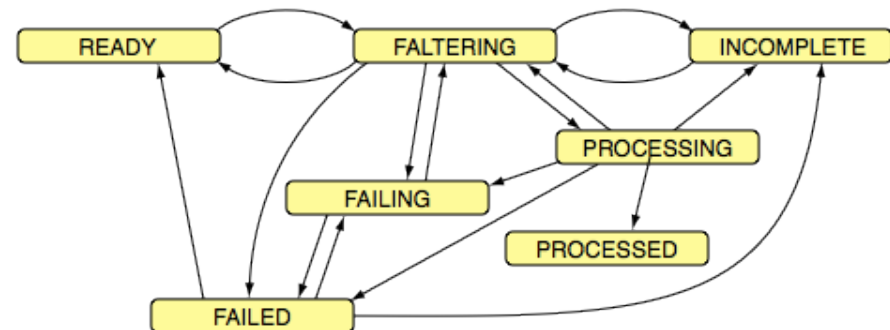 READY
FALTERING
INCOMPLETE
PROCESSING
FAILING
PROCESSED
FAILED